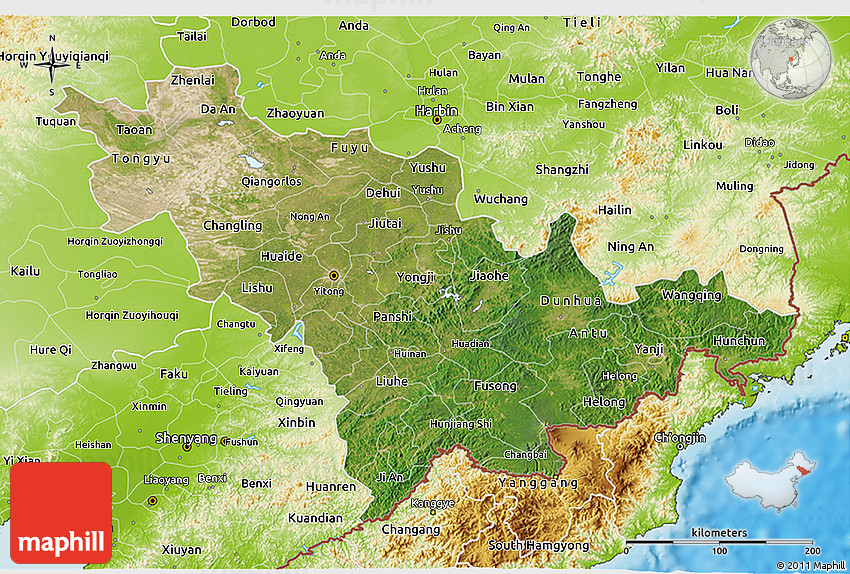 Dorbod
Anda
Qing An
Tieli
Tailai
Anda
Bayan
Horqin Youyiqianqi
N
W
E
S
Zhenlai
Hulan
Mulan
Tonghe
Yilan
Hua Nan
Hulan
Da An
Zhaoyuan
Harbin
Bin Xian
Fangzheng
Boli
Tuquan
Taoan
Acheng
Yanshou
Linkou
Didao
Tongyu
Fuyu
Yushu
Shangzhi
Jidong
Qiangorlos
Dehui
Yushu
Muling
Wuchang
Changling
Nong An
Jiutai
Jishu
Hailin
Horqin Zuoyizhongqi
Huaide
Ning An
Dongning
Kailu
Tongliao
Yongji
Jiaohe
Lishu
Yitong
Dunhua
Wangqing
Horqin Zuoyihouqi
Changtu
Panshi
Antu
Hunchun
Hure Qi
Xifeng
Huinan
Huadian
Yanji
Zhangwu
Faku
Kaiyuan
Liuhe
Fusong
Helong
Tieling
Xinmin
Qingyuan
Helong
Xinbin
Hunjiang Shi
Heishan
Shenyang
Fushun
Ch'ongjin
Yi Xian
Changbai
Liaoyang
Benxi
Ji An
Yanggang
Benxi
Huanren
Kanggye
Kuandian
Changang
kilometers
Xiuyan
South Hamgyong
0
100
200
maphill
© 2011 Maphill